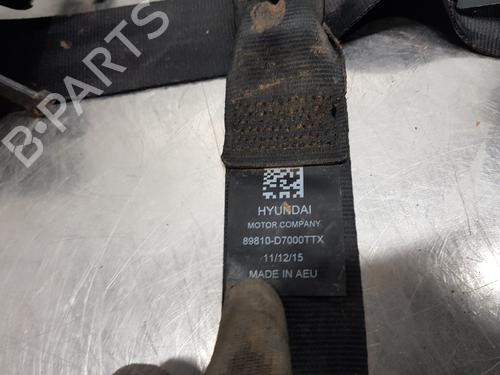 B-PARTS
HYUNDAI
MOTOR COMPANY
89810-D7000TTX
11/12/15
MADE IN AEU